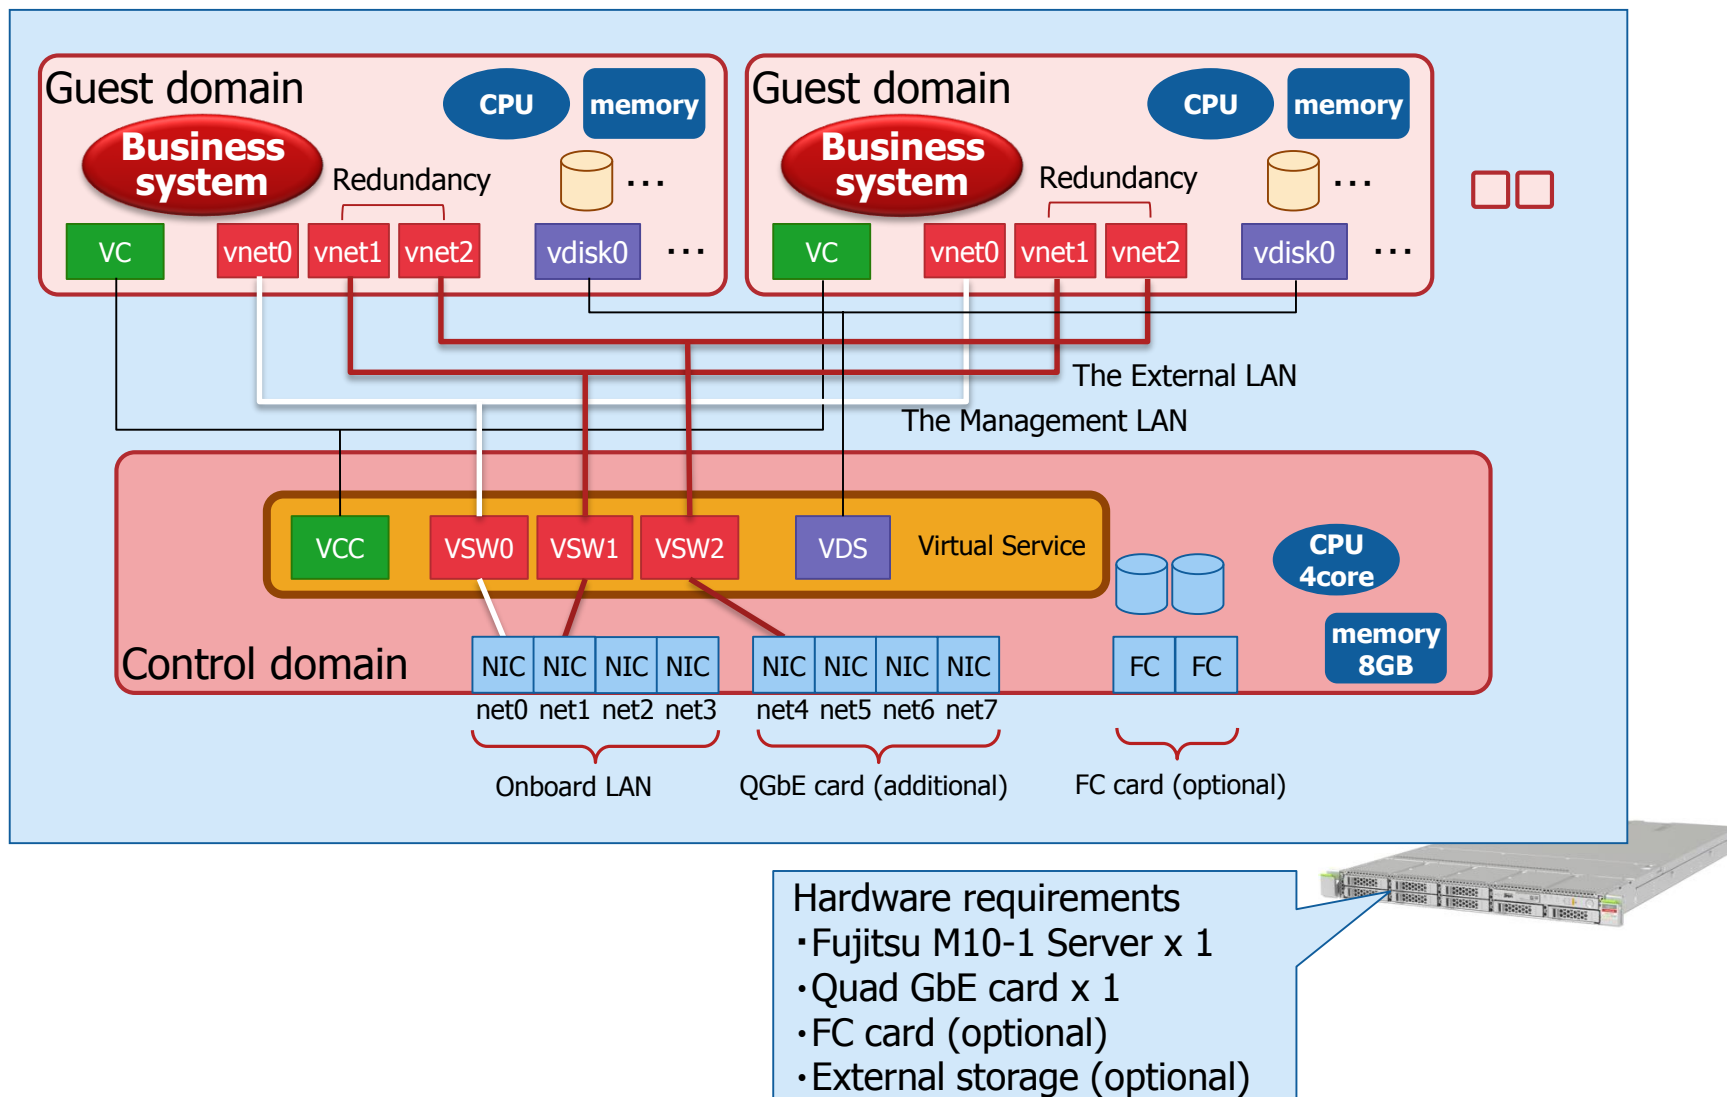 Guest domain
CPU
memory
Business
system
Redundancy
...
VC
vnet0
vnet1
vnet2
vdisk0
...
Guest domain
CPU
memory
Business
system
Redundancy
...
VC
vnet0
vnet1
vnet2
vdisk0
...
The External LAN
The Management LAN
VCC
VSW0
VSW1
VSW2
VDS
Virtual Service
CPU
4core
memory
8GB
Control domain
NIC NIC NIC NIC
NIC NIC NIC NIC
FC FC
net0 net1 net2 net3
net4 net5 net6 net7
Onboard LAN
QGbE card (additional)
FC card (optional)
Hardware requirements
・Fujitsu M10-1 Server x 1
・Quad GbE card x 1
・FC card (optional)
・External storage (optional)